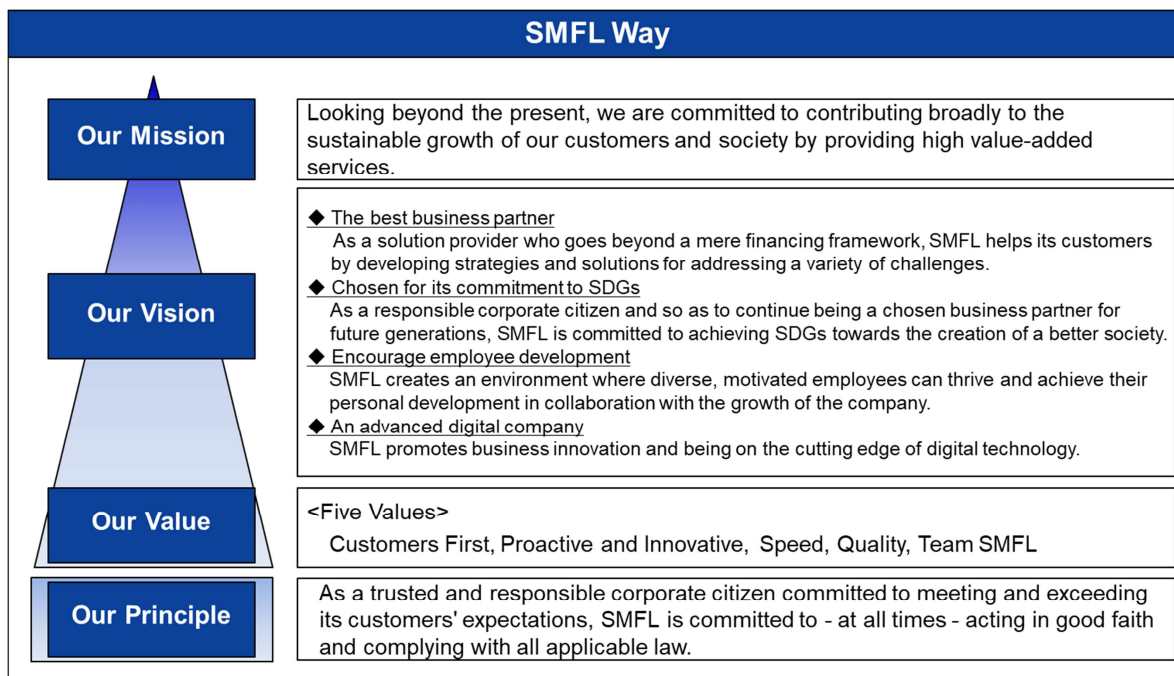 SMFL Way
Our Mission
Looking beyond the present, we are committed to contributing broadly to the
sustainable growth of our customers and society by providing high value-added
services.
Our Vision
◆ The best business partner
As a solution provider who goes beyond a mere financing framework, SMFL helps its customers
by developing strategies and solutions for addressing a variety of challenges.
◆ Chosen for its commitment to SDGs
As a responsible corporate citizen and so as to continue being a chosen business partner for
future generations, SMFL is committed to achieving SDGs towards the creation of a better society.
◆ Encourage employee development
SMFL creates an environment where diverse, motivated employees can thrive and achieve their
personal development in collaboration with the growth of the company.
◆ An advanced digital company
SMFL promotes business innovation and being on the cutting edge of digital technology.
Our Value
<Five Values>
Customers First, Proactive and Innovative, Speed, Quality, Team SMFL
Our Principle
As a trusted and responsible corporate citizen committed to meeting and exceeding
its customers' expectations, SMFL is committed to - at all times - acting in good faith
and complying with all applicable law.